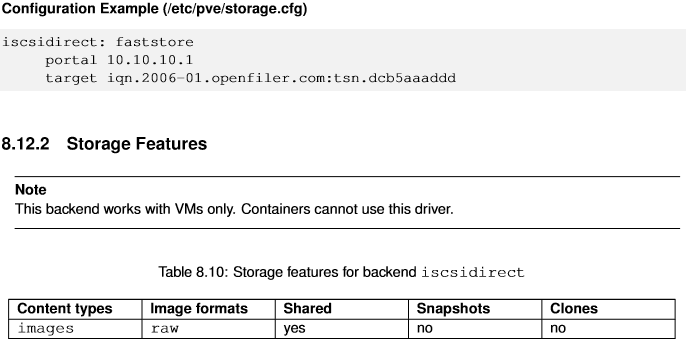 Configuration Example (/etc/pve/storage.cfg)
iscsidirect: faststore
portal 10.10.10.1
target iqn.2006-01.openfiler.com:tsn.dcb5aaaddd
8.12.2 Storage Features
Note
This backend works with VMs only. Containers cannot use this driver.
Table 8.10: Storage features for backend iscsidirect
Content types Image formats Shared Snapshots Clones
images raw yes no no